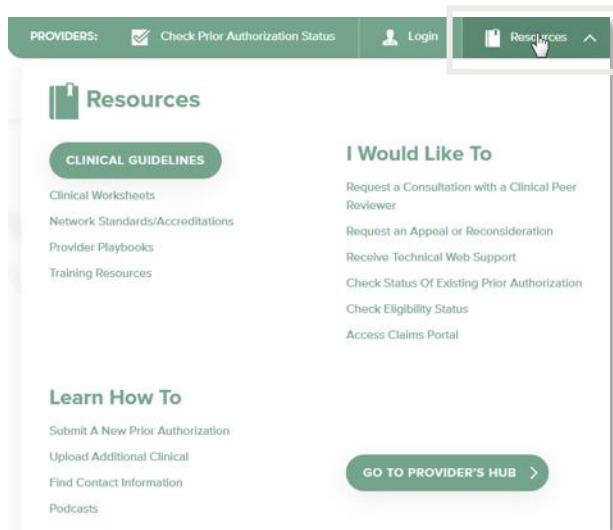 PROVIDERS:
Check Prior Authorization Status
Login
Resources
Resources
CLINICAL GUIDELINES
Clinical Worksheets
Network Standards/Accreditations
Provider Playbooks
Training Resources
I Would Like To
Request a Consultation with a Clinical Peer
Reviewer
Request an Appeal or Reconsideration
Receive Technical Web Support
Check Status Of Existing Prior Authorization
Check Eligibility Status
Access Claims Portal
Learn How To
Submit A New Prior Authorization
Upload Additional Clinical
Find Contact Information
Podcasts
GO TO PROVIDER'S HUB